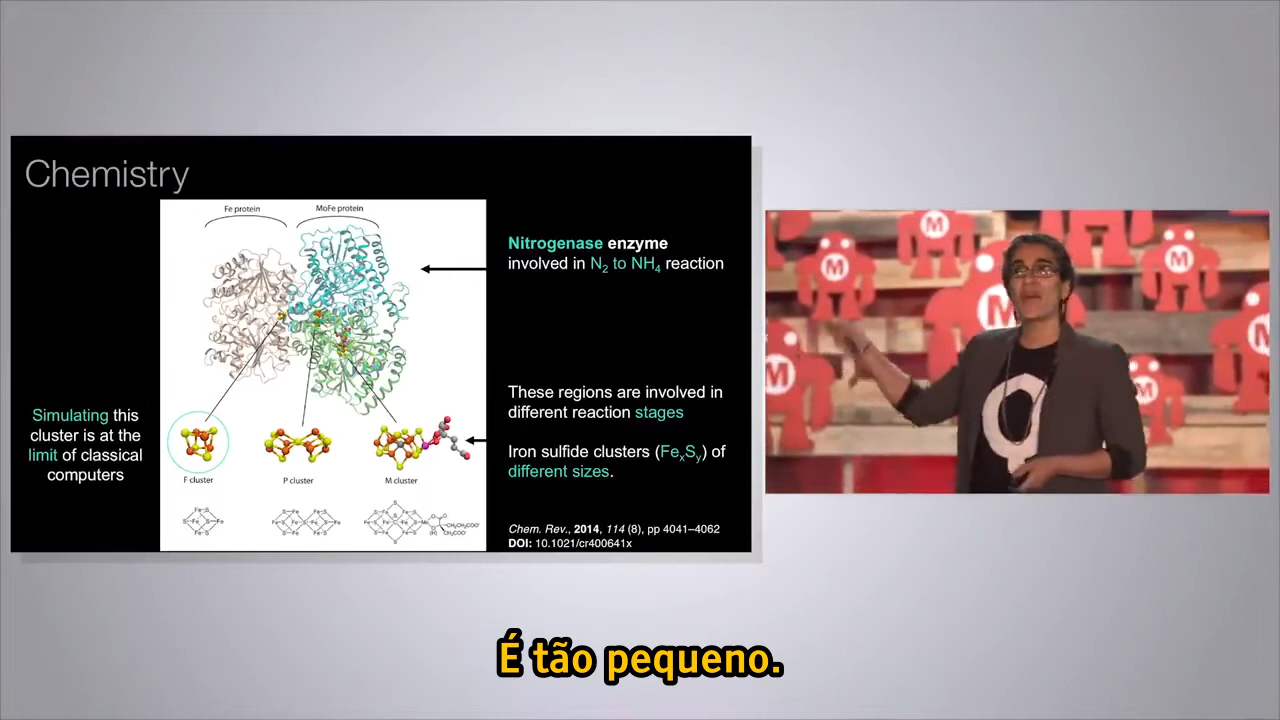 Chemistry
Fe protein
MoFe protein
Nitrogenase enzyme
involved in N₂ to NH₄ reaction
These regions are involved in
different reaction stages
Simulating this
cluster is at the
limit of classical
computers
Iron sulfide clusters (FeₓSᵧ) of
different sizes.
F cluster
P cluster
M cluster
Chem. Rev., 2014, 114 (8), pp 4041–4062
DOI: 10.1021/cr400641x
M
M
M
M
M
M
M
É tão pequeno.